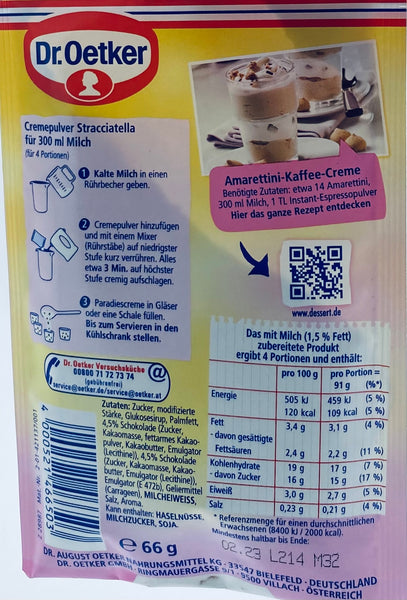 Dr.Oetker
Cremepulver Stracciatella
für 300 ml Milch
(für 4 Portionen)
1 Kalte Milch in einen
Rührbecher geben.
2 Cremepulver hinzufügen
und mit einem Mixer
(Rührstäbe) auf niedrigster
Stufe kurz verrühren. Alles
etwa 3 Min. auf höchster
Stufe cremig aufschlagen.
3 Paradiescreme in Gläser
oder eine Schale füllen.
Bis zum Servieren in den
Kühlschrank stellen.
Amarettini-Kaffee-Creme
Benötigte Zutaten: etwa 14 Amarettini,
300 ml Milch, 1 TL Instant-Espressopulver
Hier das ganze Rezept entdecken
www.dessert.de
Dr. Oetker Versuchsküche
00800 71 72 73 74
(gebührenfrei)
service@oetker.de/service@oetker.at
Zutaten: Zucker, modifizierte
Stärke, Glukosesirup, Palmfett,
4,5% Schokolade (Zucker,
Kakaomasse, fettarmes Kakao-
pulver, Kakaobutter, Emulgator
(Lecithine)), 4,5% Schokolade
(Zucker, Kakaomasse, Kakao-
butter, Emulgator (Lecithine)),
Emulgator (E 472b), Geliermittel
(Carrageen), MILCHEIWEISS,
Salz, Aroma.
Kann enthalten: HASELNÜSSE,
MILCHZUCKER, SOJA.
Das mit Milch (1,5 % Fett)
zubereitete Produkt
ergibt 4 Portionen und enthält:
pro 100 g pro Portion =
91 g (%*)
Energie 505 kJ 459 kJ (5 %)
120 kcal 109 kcal (5 %)
Fett 3,4 g 3,1 g (4 %)
- davon gesättigte
Fettsäuren 2,4 g 2,2 g (11 %)
Kohlenhydrate 19 g 17 g (7 %)
- davon Zucker 16 g 15 g (17 %)
Eiweiß 3,0 g 2,7 g (5 %)
Salz 0,23 g 0,21 g (4 %)
* Referenzmenge für einen durchschnittlichen
Erwachsenen (8400 kJ / 2000 kcal).
Mindestens haltbar bis Ende:
02.23 L214 M32
℮ 66 g
DR. AUGUST OETKER NAHRUNGSMITTEL KG · 33547 BIELEFELD · DEUTSCHLAND
DR. OETKER GMBH · RINGMAUERGASSE 9500 VILLACH · ÖSTERREICH